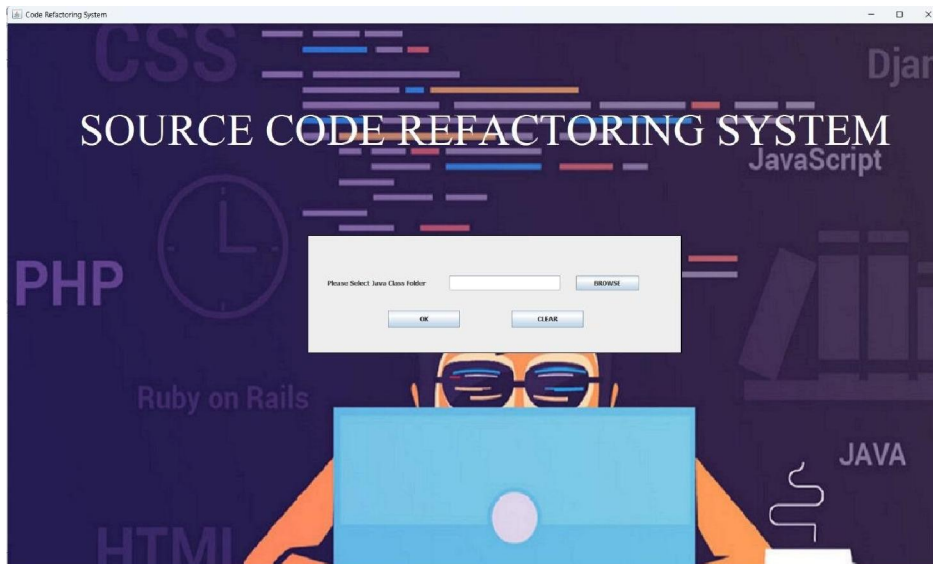 Code Refactoring System
CSS
Djan
SOURCE CODE REFACTORING SYSTEM
JavaScript
PHP
Please Select Java Class Folder
BROWSE
OK
CLEAR
Ruby on Rails
JAVA
HTML